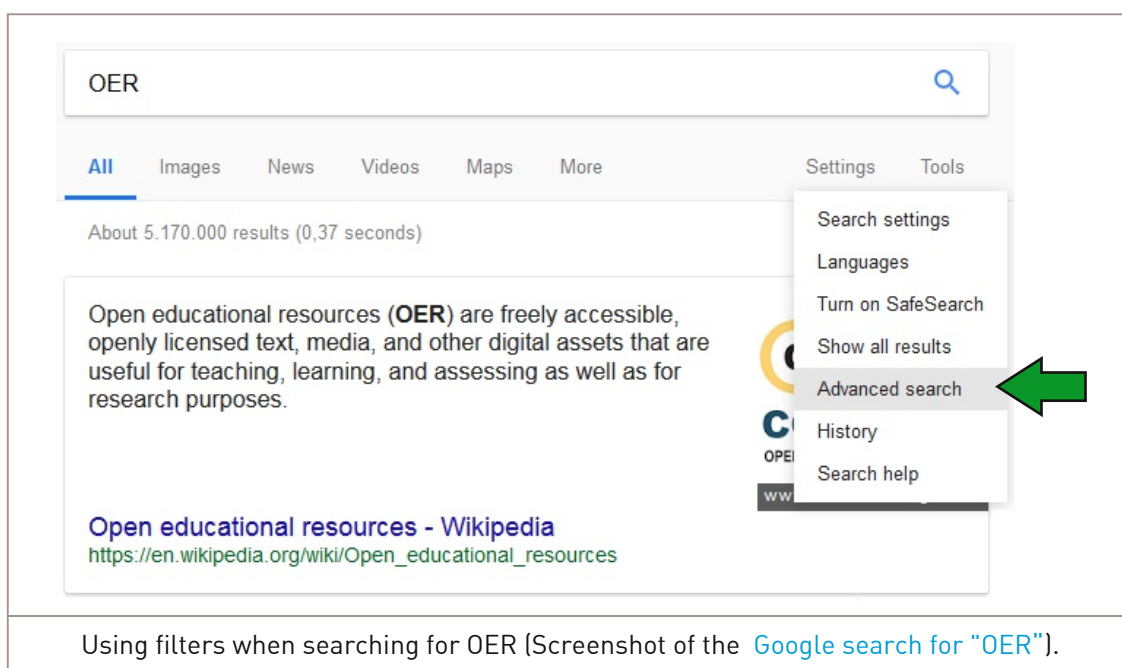 OER
All Images News Videos Maps More Settings Tools
About 5.170.000 results (0,37 seconds)
Search settings
Languages
Turn on SafeSearch
Show all results
Advanced search
History
Search help
Open educational resources (OER) are freely accessible,
openly licensed text, media, and other digital assets that are
useful for teaching, learning, and assessing as well as for
research purposes.
Open educational resources - Wikipedia
https://en.wikipedia.org/wiki/Open_educational_resources
Using filters when searching for OER (Screenshot of the Google search for "OER").